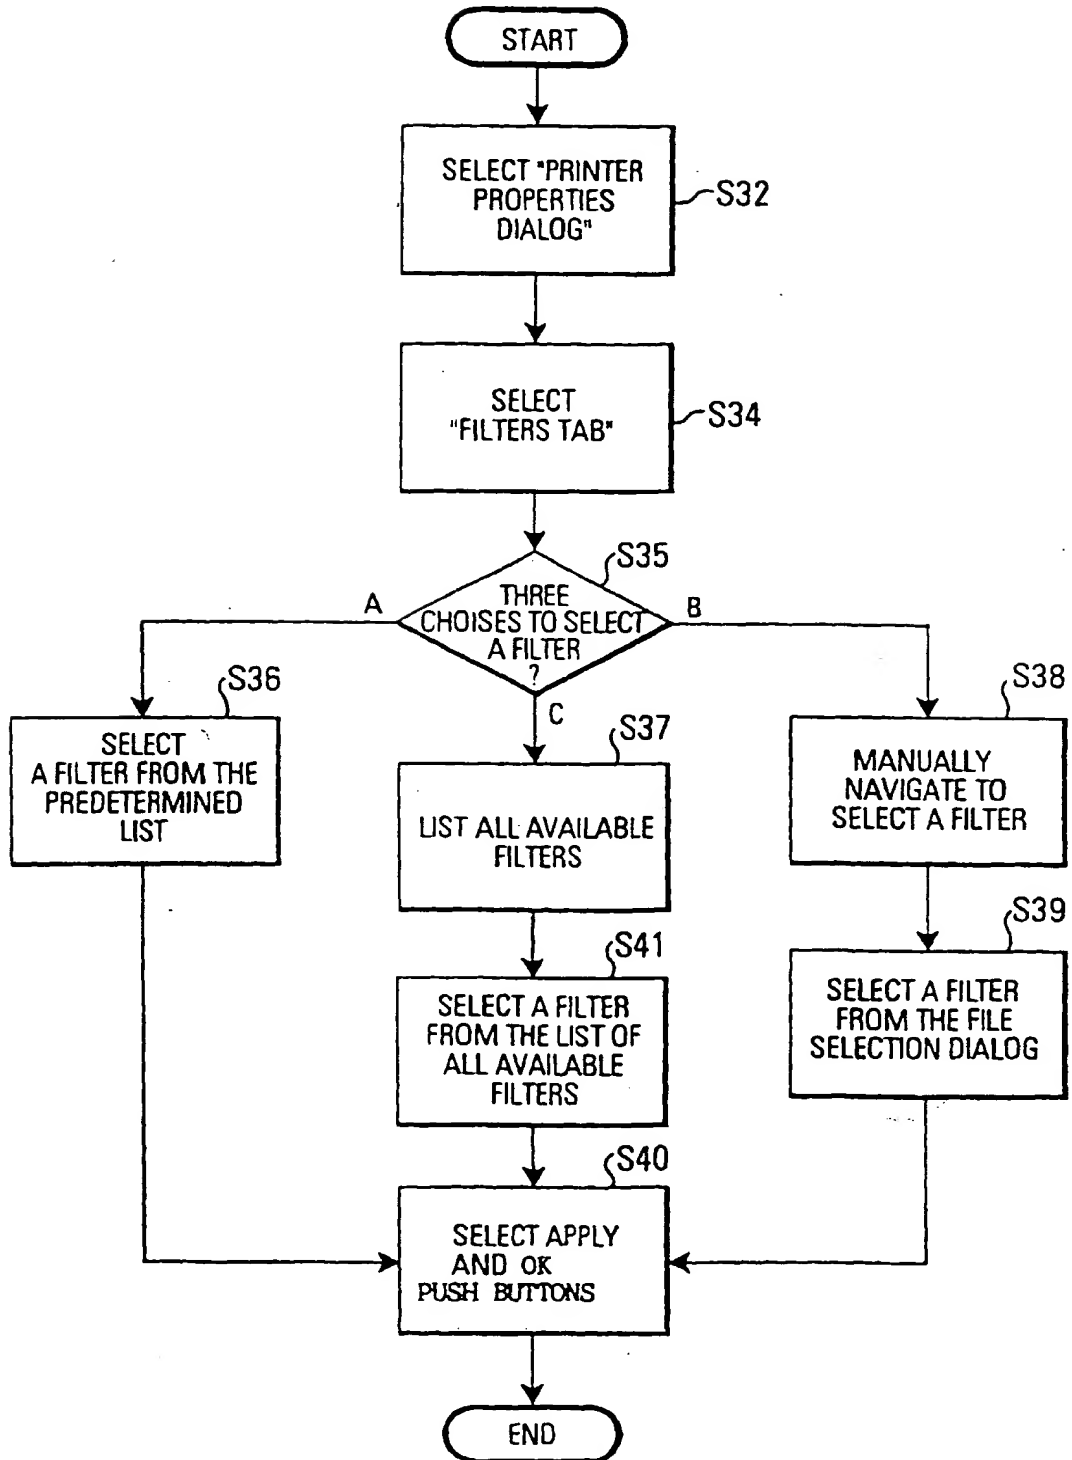 START
SELECT "PRINTER
PROPERTIES
DIALOG"
S32
SELECT
"FILTERS TAB"
S34
S35
THREE
CHOISES TO SELECT
A FILTER
?
A
B
C
S36
SELECT
A FILTER FROM THE
PREDETERMINED
LIST
S37
LIST ALL AVAILABLE
FILTERS
S38
MANUALLY
NAVIGATE TO
SELECT A FILTER
S41
SELECT A FILTER
FROM THE LIST OF
ALL AVAILABLE
FILTERS
S39
SELECT A FILTER
FROM THE FILE
SELECTION DIALOG
S40
SELECT APPLY
AND OK
PUSH BUTTONS
END